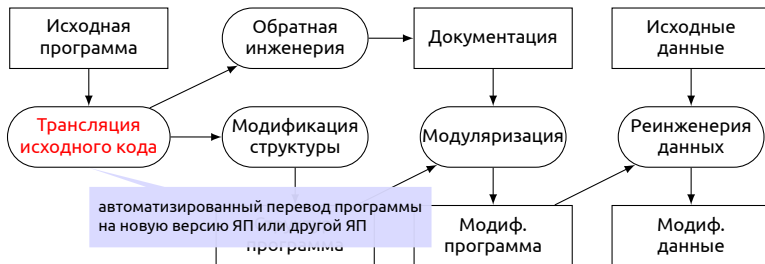 Исходная
программа
Обратная
инженерия
Документация
Исходные
данные
Трансляция
исходного кода
Модификация
структуры
Модуляризация
Реинженерия
данных
автоматизированный перевод программы
на новую версию ЯП или другой ЯП
программа
Модиф.
программа
Модиф.
данные